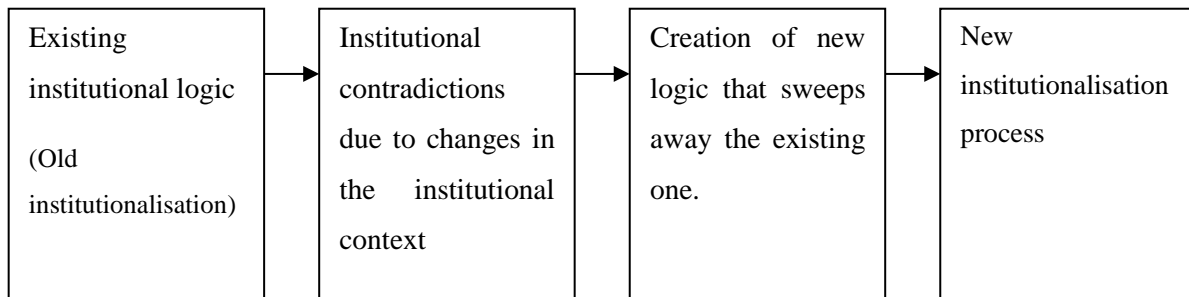 Existing
institutional logic
(Old
institutionalisation)
Institutional
contradictions
due to changes in
the institutional
context
Creation of new
logic that sweeps
away the existing
one.
New
institutionalisation
process